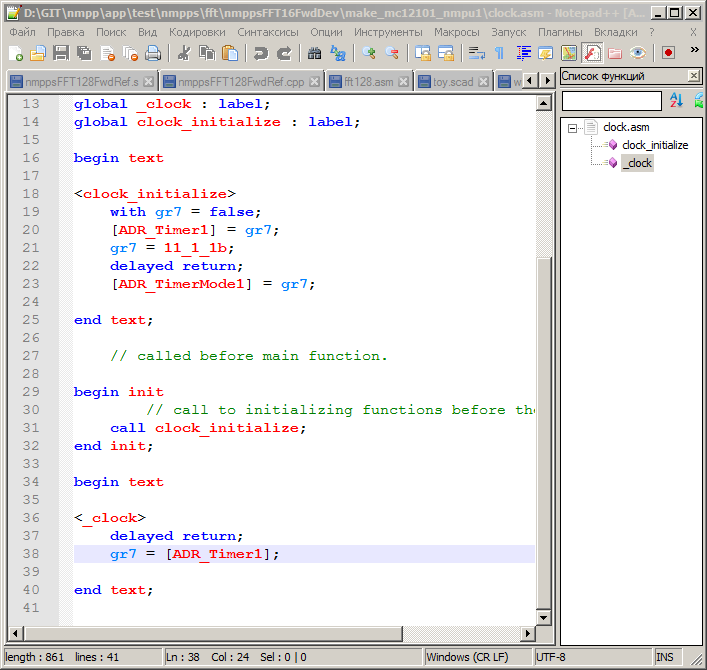 D:\GIT\nmpp\app\test\nmpps\fft\nmppsFFT16FwdDev\make_mc12101_nmpu1\clock.asm - Notepad++ [A...
Файл Правка Поиск Вид Кодировки Синтаксисы Опции Инструменты Макросы Запуск Плагины Вкладки ? X
nmppsFFT128FwdRef.s nmppsFFT128FwdRef.cpp fft128.asm toy.scad w
Список функций
clock.asm
clock_initialize
_clock
13 global _clock : label;
14 global clock_initialize : label;
15
16 begin text
17
18 <clock_initialize>
19 with gr7 = false;
20 [ADR_Timer1] = gr7;
21 gr7 = 11_1_1b;
22 delayed return;
23 [ADR_TimerMode1] = gr7;
24
25 end text;
26
27 // called before main function.
28
29 begin init
30 // call to initializing functions before the
31 call clock_initialize;
32 end init;
33
34 begin text
35
36 <_clock>
37 delayed return;
38 gr7 = [ADR_Timer1];
39
40 end text;
41
length : 861 lines : 41 Ln : 38 Col : 24 Sel : 0 | 0 Windows (CR LF) UTF-8 INS